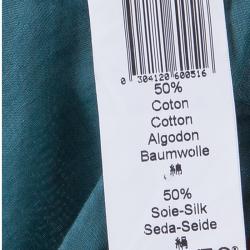 0 304120 600516
50%
Coton
Cotton
Algodon
Baumwolle
50%
Soie-Silk
Seda-Seide